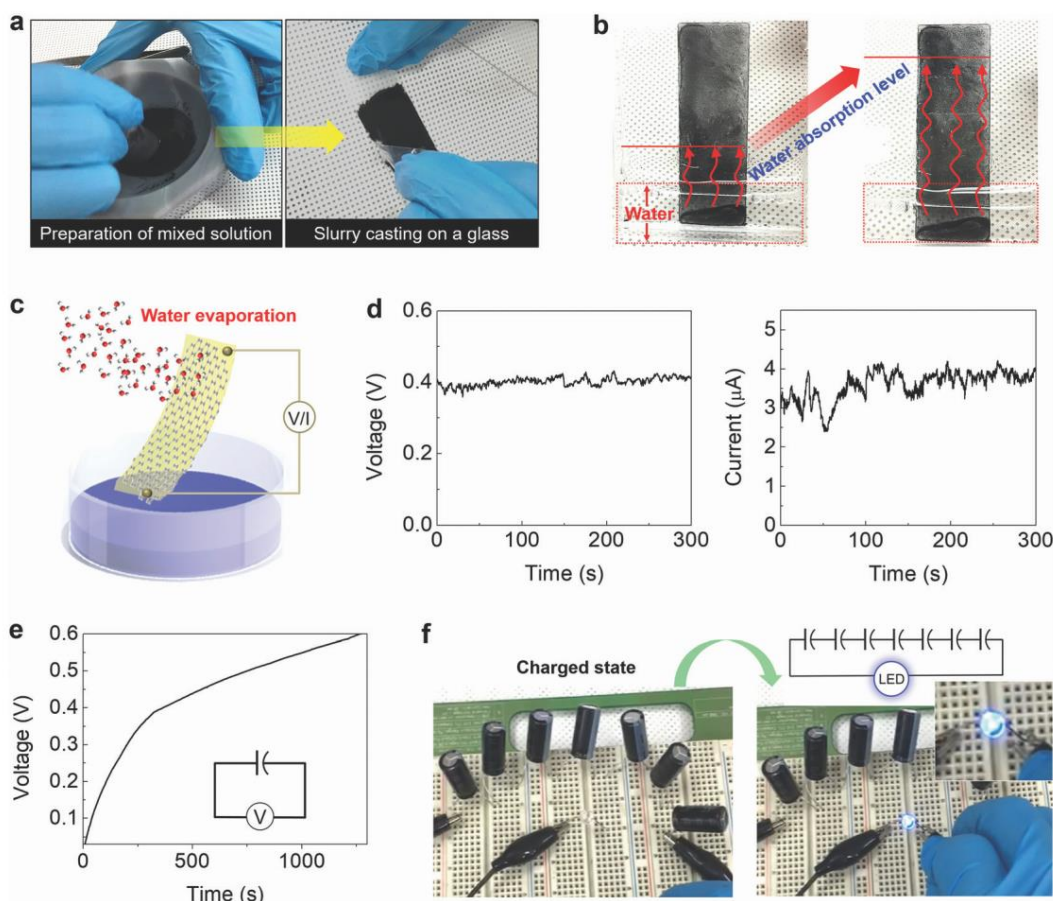 a
Preparation of mixed solution
Slurry casting on a glass
b
Water absorption level
Water
c
Water evaporation
V/I
d
0.6
0.4
0.2
0.0
Voltage (V)
0
100
200
300
Time (s)
5
4
3
2
1
0
Current (μA)
0
100
200
300
Time (s)
e
0.6
0.5
0.4
0.3
0.2
0.1
Voltage (V)
V
0
500
1000
Time (s)
f
Charged state
LED